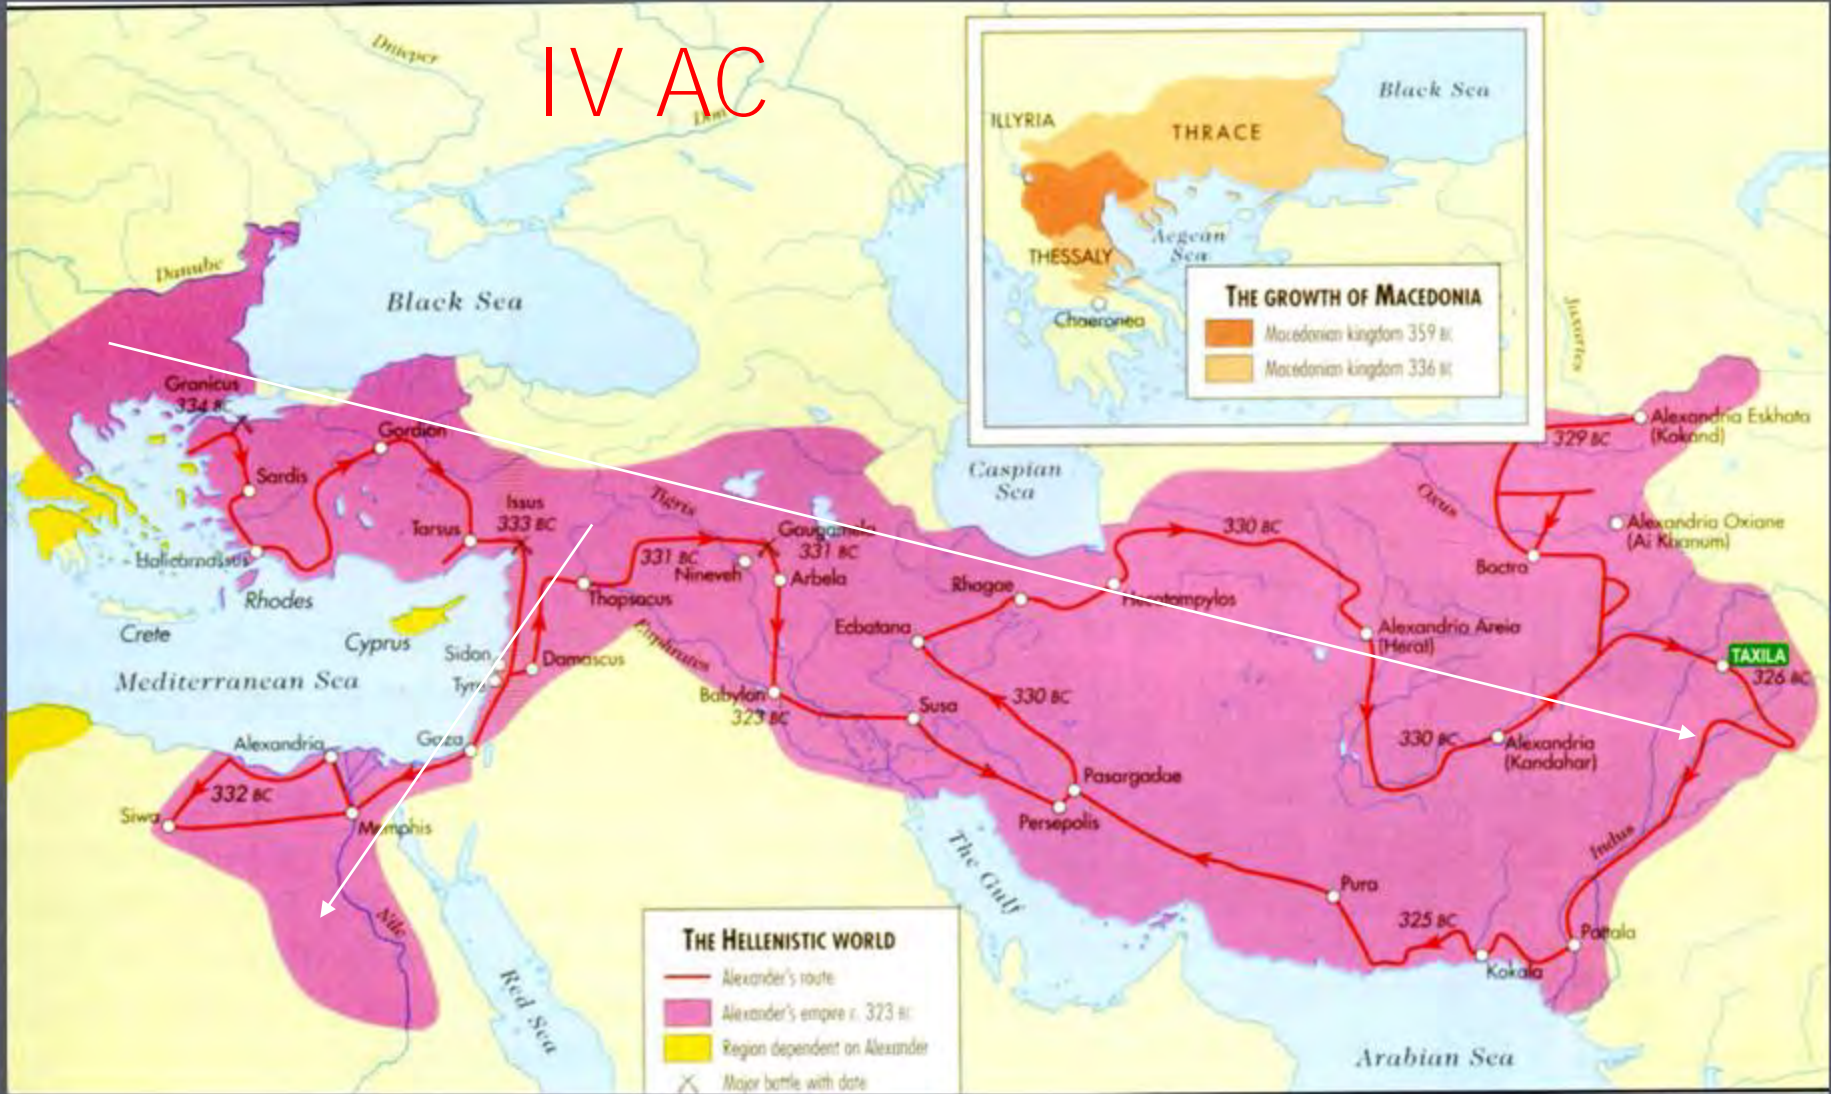 IV AC
Dnieper
Don
Danube
Black Sea
ILLYRIA
THRACE
Black Sea
THESSALY
Aegean
Sea
Chaeronea
THE GROWTH OF MACEDONIA
Macedonian kingdom 359 BC
Macedonian kingdom 336 BC
Jaxartes
Granicus
334 BC
Gordion
Sardis
Issus
333 BC
Tarsus
Halicarnassus
Rhodes
Crete
Cyprus
Mediterranean Sea
Sidon
Tyre
Damascus
Thapsacus
Tigris
331 BC
Nineveh
Gaugamela
331 BC
Arbela
Euphrates
Babylon
323 BC
Caspian
Sea
Rhagae
Ecbatana
Susa
330 BC
Pasargadae
Persepolis
Hecatompylos
330 BC
Alexandria Areia
(Herat)
329 BC
Alexandria Eskhata
(Kokand)
Oxus
Alexandria Oxiane
(Ai Khanum)
Bactra
TAXILA
326 BC
330 BC
Alexandria
(Kandahar)
Indus
Pura
325 BC
Kokala
Pattala
Alexandria
Gaza
332 BC
Siwa
Memphis
Nile
Red Sea
The Gulf
Arabian Sea
THE HELLENISTIC WORLD
Alexander's route
Alexander's empire c. 323 BC
Region dependent on Alexander
Major battle with date